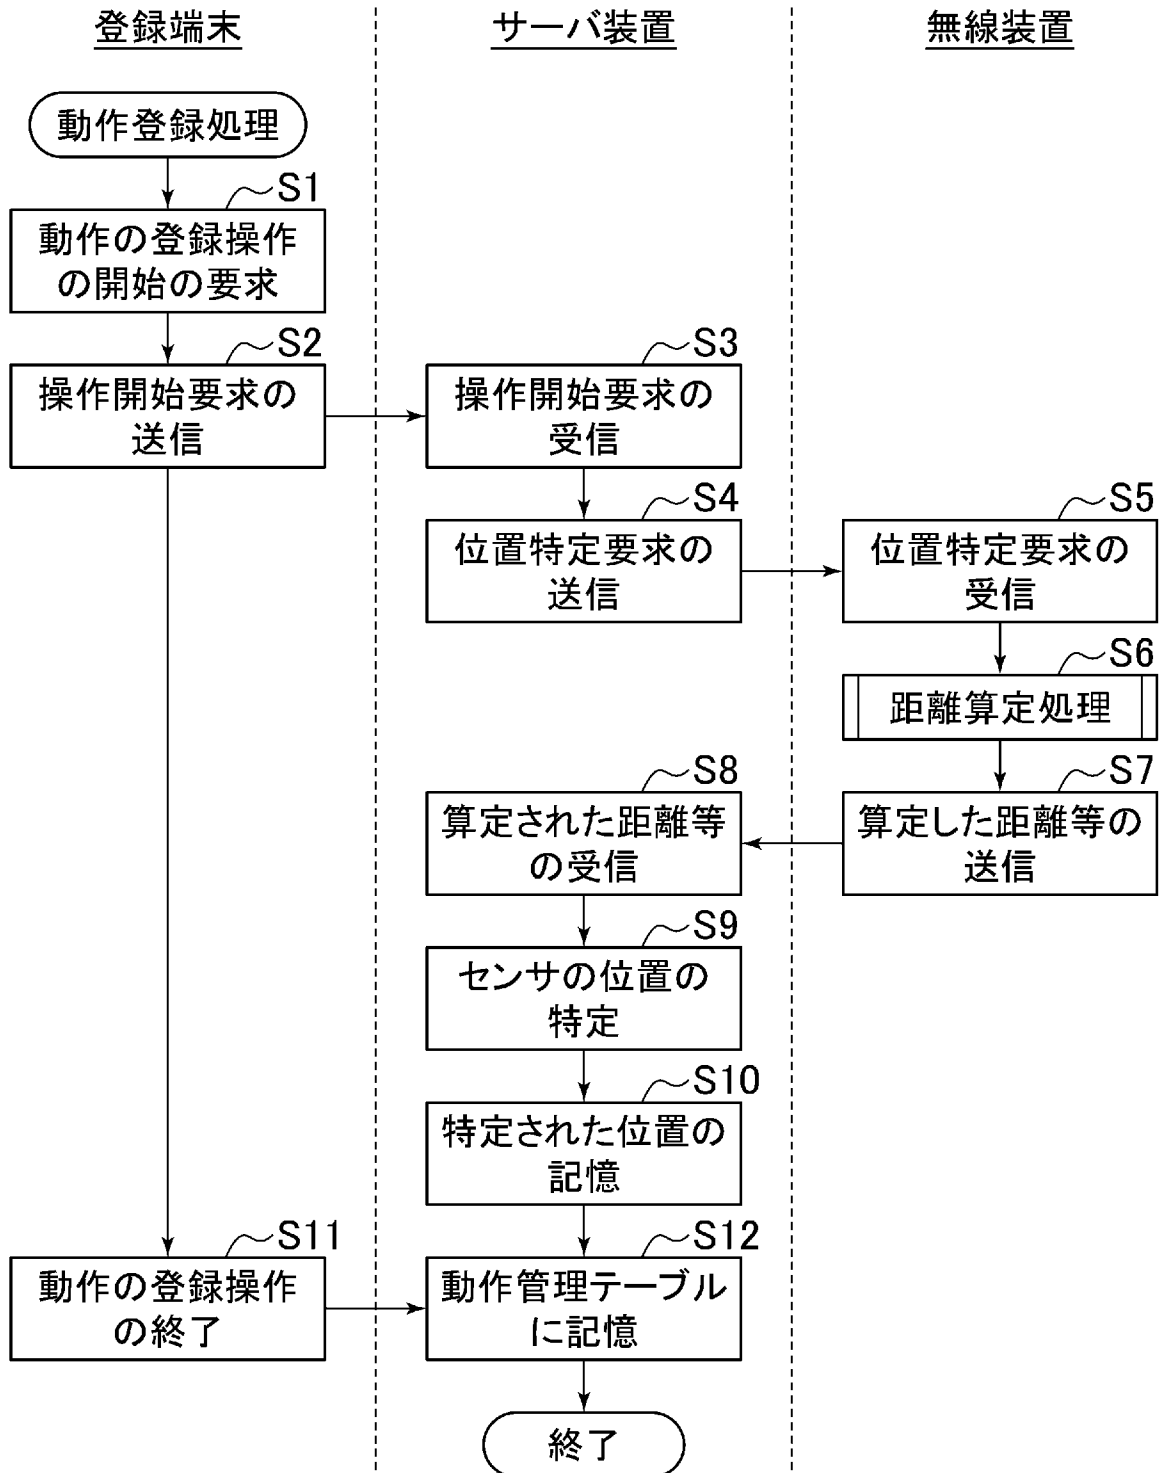 登録端末
サーバ装置
無線装置
動作登録処理
S1
動作の登録操作
の開始の要求
S2
操作開始要求の
送信
S3
操作開始要求の
受信
S4
位置特定要求の
送信
S5
位置特定要求の
受信
S6
距離算定処理
S7
算定した距離等の
送信
S8
算定された距離等
の受信
S9
センサの位置の
特定
S10
特定された位置の
記憶
S11
動作の登録操作
の終了
S12
動作管理テーブル
に記憶
終了